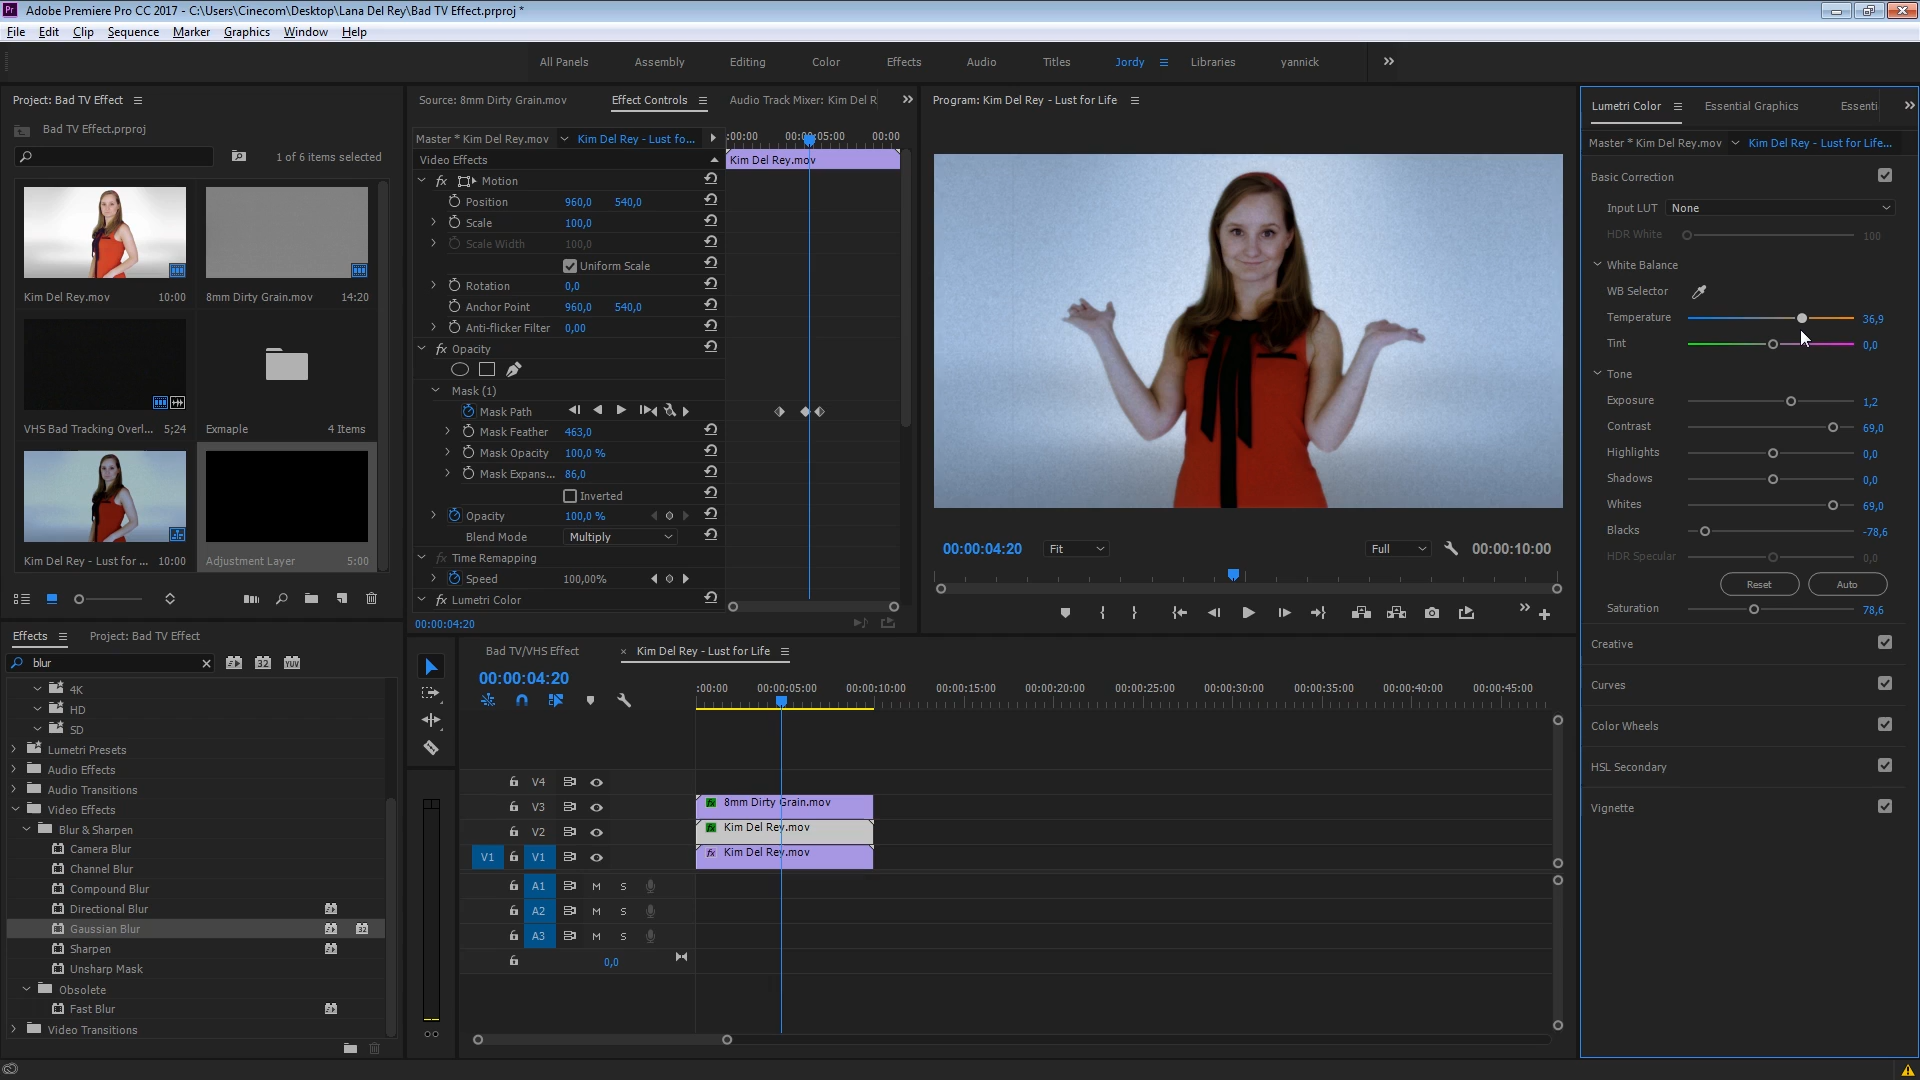 Adobe Premiere Pro CC 2017 - C:\Users\Cinecom\Desktop\Lana Del Rey\Bad TV Effect.prproj *
File Edit Clip Sequence Marker Graphics Window Help
All Panels Assembly Editing Color Effects Audio Titles Jordy Libraries yannick
Project: Bad TV Effect
Bad TV Effect.prproj
1 of 6 items selected
Kim Del Rey.mov 10:00
8mm Dirty Grain.mov 14:20
VHS Bad Tracking Overl... 5;24
Exmaple 4 Items
Kim Del Rey - Lust for ... 10:00
Adjustment Layer 5:00
Source: 8mm Dirty Grain.mov Effect Controls Audio Track Mixer: Kim Del R
Master * Kim Del Rey.mov Kim Del Rey - Lust fo...
:00:00 00:00:05:00 00:00
Video Effects Kim Del Rey.mov
fx Motion
Position 960,0 540,0
Scale 100,0
Scale Width 100,0
Uniform Scale
Rotation 0,0
Anchor Point 960,0 540,0
Anti-flicker Filter 0,00
fx Opacity
Mask (1)
Mask Path
Mask Feather 463,0
Mask Opacity 100,0 %
Mask Expans... 86,0
Inverted
Opacity 100,0 %
Blend Mode Multiply
fx Time Remapping
Speed 100,00%
fx Lumetri Color
00:00:04:20
Program: Kim Del Rey - Lust for Life
00:00:04:20 Fit Full 00:00:10:00
Lumetri Color Essential Graphics Essenti
Master * Kim Del Rey.mov Kim Del Rey - Lust for Life...
Basic Correction
Input LUT None
HDR White 100
White Balance
WB Selector
Temperature 36,9
Tint 0,0
Tone
Exposure 1,2
Contrast 69,0
Highlights 0,0
Shadows 0,0
Whites 69,0
Blacks -78,6
HDR Specular 0,0
Reset Auto
Saturation 78,6
Creative
Curves
Color Wheels
HSL Secondary
Vignette
Effects Project: Bad TV Effect
blur 32 YUV
4K
HD
SD
Lumetri Presets
Audio Effects
Audio Transitions
Video Effects
Blur & Sharpen
Camera Blur
Channel Blur
Compound Blur
Directional Blur
Gaussian Blur 32
Sharpen
Unsharp Mask
Obsolete
Fast Blur
Video Transitions
Bad TV/VHS Effect × Kim Del Rey - Lust for Life
00:00:04:20
:00:00 00:00:05:00 00:00:10:00 00:00:15:00 00:00:20:00 00:00:25:00 00:00:30:00 00:00:35:00 00:00:40:00 00:00:45:00
V4
V3 fx 8mm Dirty Grain.mov
V2 fx Kim Del Rey.mov
V1 V1 fx Kim Del Rey.mov
A1 M S
A2 M S
A3 M S
0,0